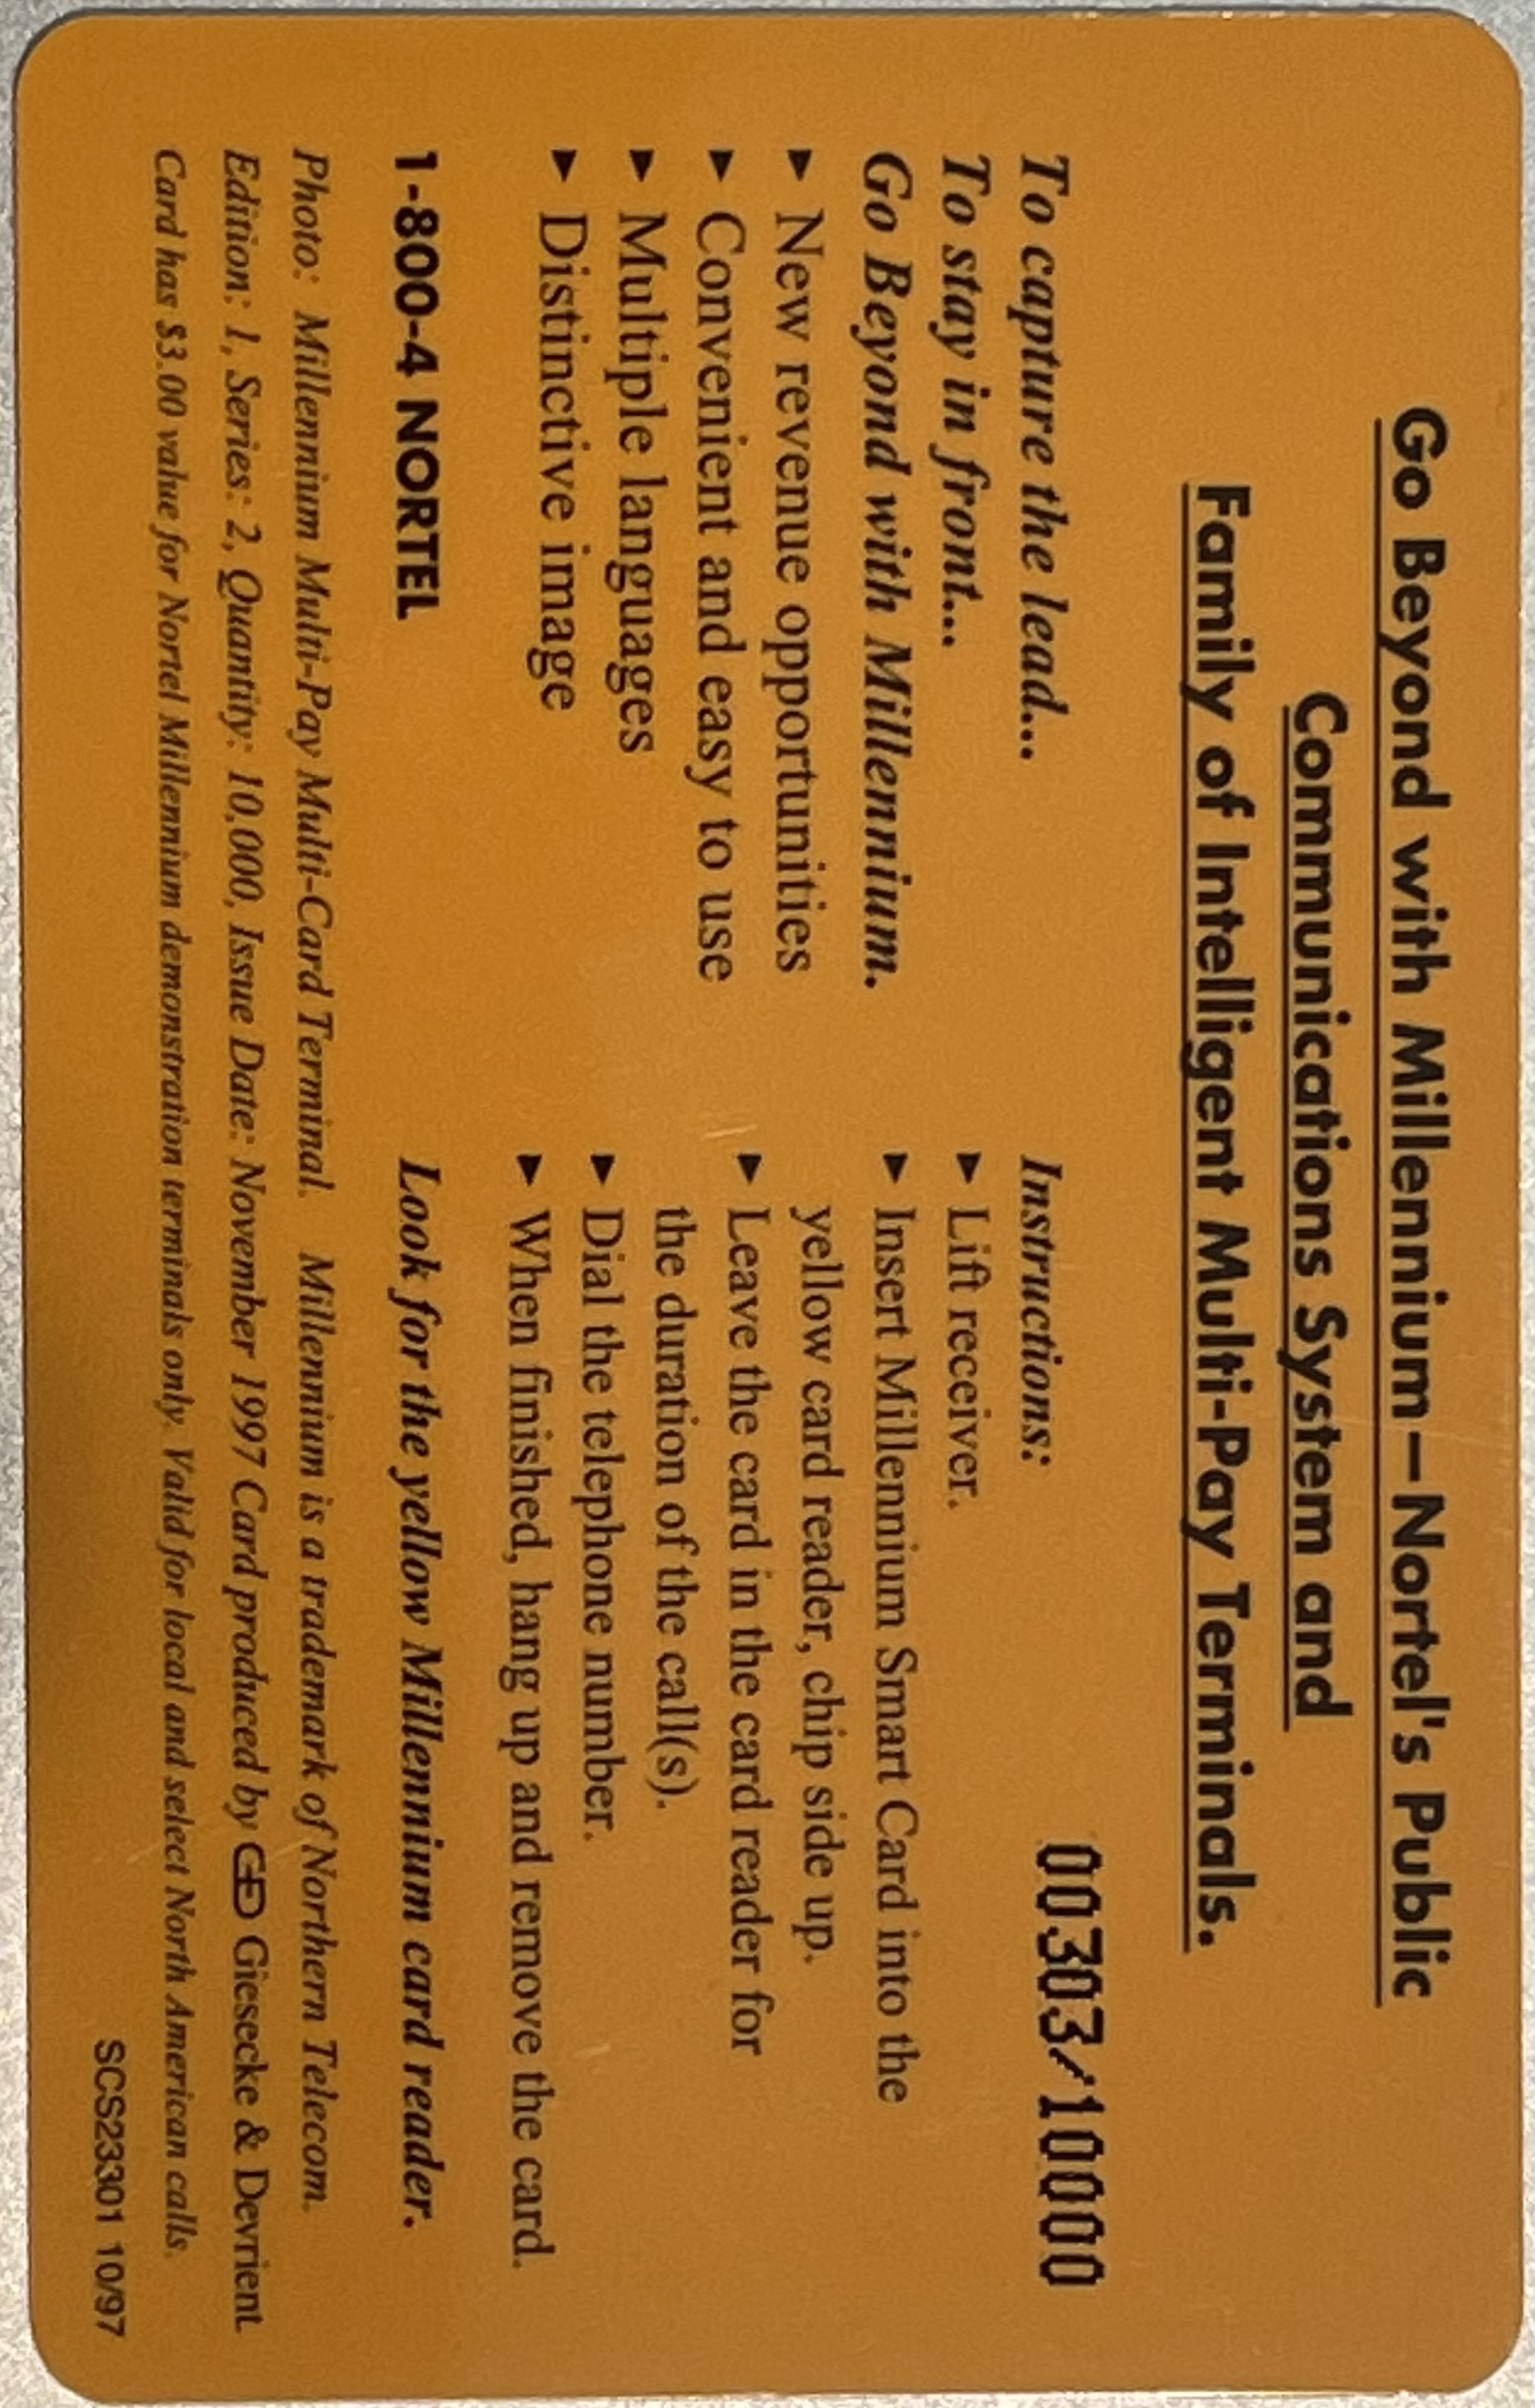 Go Beyond with Millennium—Nortel's Public
Communications System and
Family of Intelligent Multi-Pay Terminals.
To capture the lead...
To stay in front...
Go Beyond with Millennium.
► New revenue opportunities
► Convenient and easy to use
► Multiple languages
► Distinctive image
1-800-4 NORTEL
00303/10000
Instructions:
► Lift receiver.
► Insert Millennium Smart Card into the
yellow card reader, chip side up.
► Leave the card in the card reader for
the duration of the call(s).
► Dial the telephone number.
► When finished, hang up and remove the card.
Look for the yellow Millennium card reader.
Photo: Millennium Multi-Pay Multi-Card Terminal. Millennium is a trademark of Northern Telecom.
Edition: 1, Series: 2, Quantity: 10,000, Issue Date: November 1997 Card produced by GD Giesecke & Devrient.
Card has $3.00 value for Nortel Millennium demonstration terminals only. Valid for local and select North American calls.
SCS23301 10/97